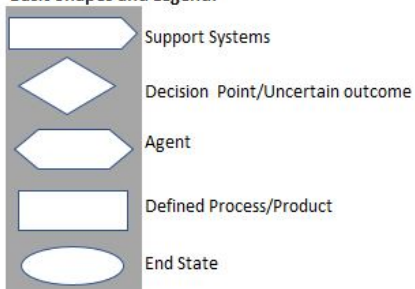 Basic Shapes and Legend:
Support Systems
Decision Point/Uncertain outcome
Agent
Defined Process/Product
End State